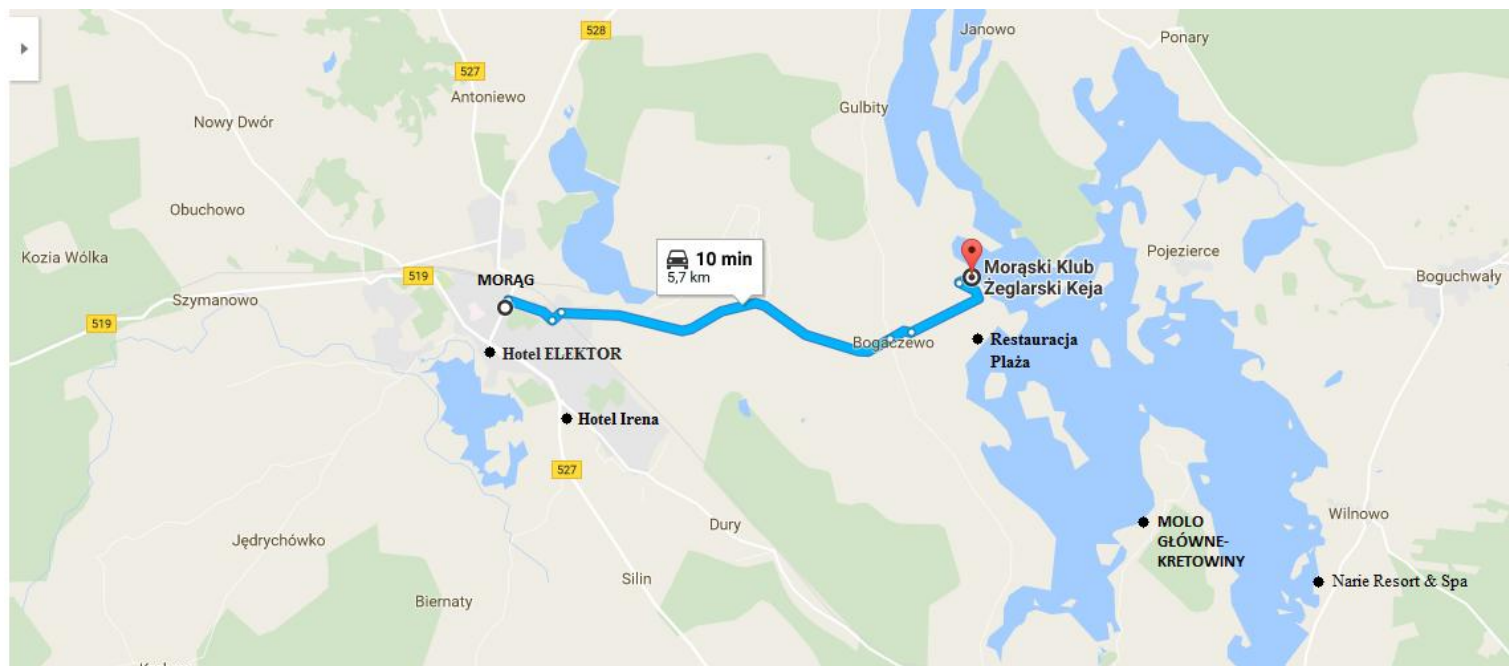 528
Janowo
Ponary
527
Antoniewo
Gulbity
Nowy Dwór
Obuchowo
Kozia Wólka
10 min
5,7 km
Morąski Klub
Żeglarski Keja
Pojezierce
Boguchwały
519
MORĄG
Szymanowo
519
Bogaczewo
Restauracja
Plaża
Hotel ELEKTOR
Hotel Irena
527
Dury
MOLO
GŁÓWNE-
KRETOWINY
Wilnowo
Jędrychówko
Silin
Narie Resort & Spa
Biernaty